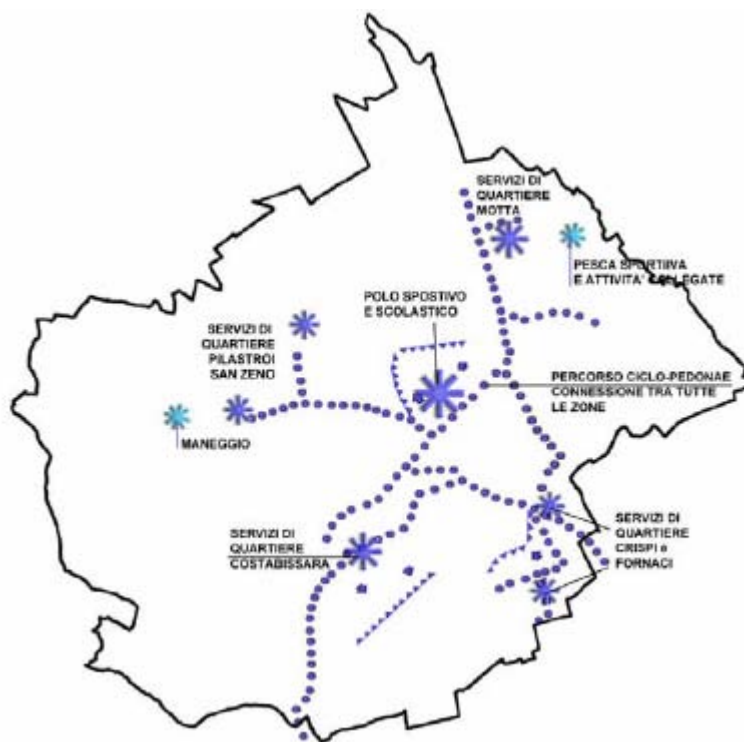 SERVIZI DI
QUARTIERE
MOTTA
PESCA SPORTIIVA
E ATTIVITA' COLLEGATE
POLO SPOSTIVO
E SCOLASTICO
SERVIZI DI
QUARTIERE
PILASTROI
SAN ZENO
PERCORSO CICLO-PEDONAE
CONNESSIONE TRA TUTTE
LE ZONE
MANEGGIO
SERVIZI DI
QUARTIERE
COSTABISSARA
SERVIZI DI
QUARTIERE
CRISPI e
FORNACI